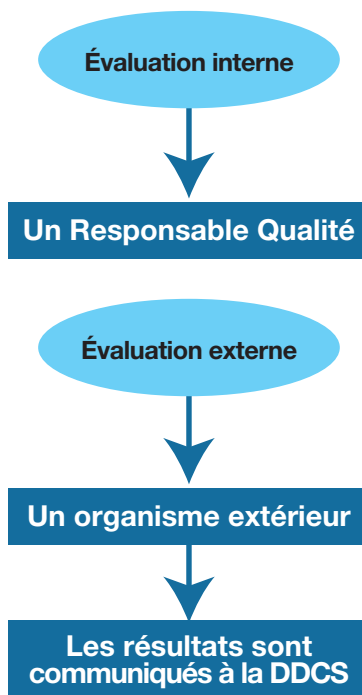 Évaluation interne
Un Responsable Qualité
Évaluation externe
Un organisme extérieur
Les résultats sont
communiqués à la DDCS